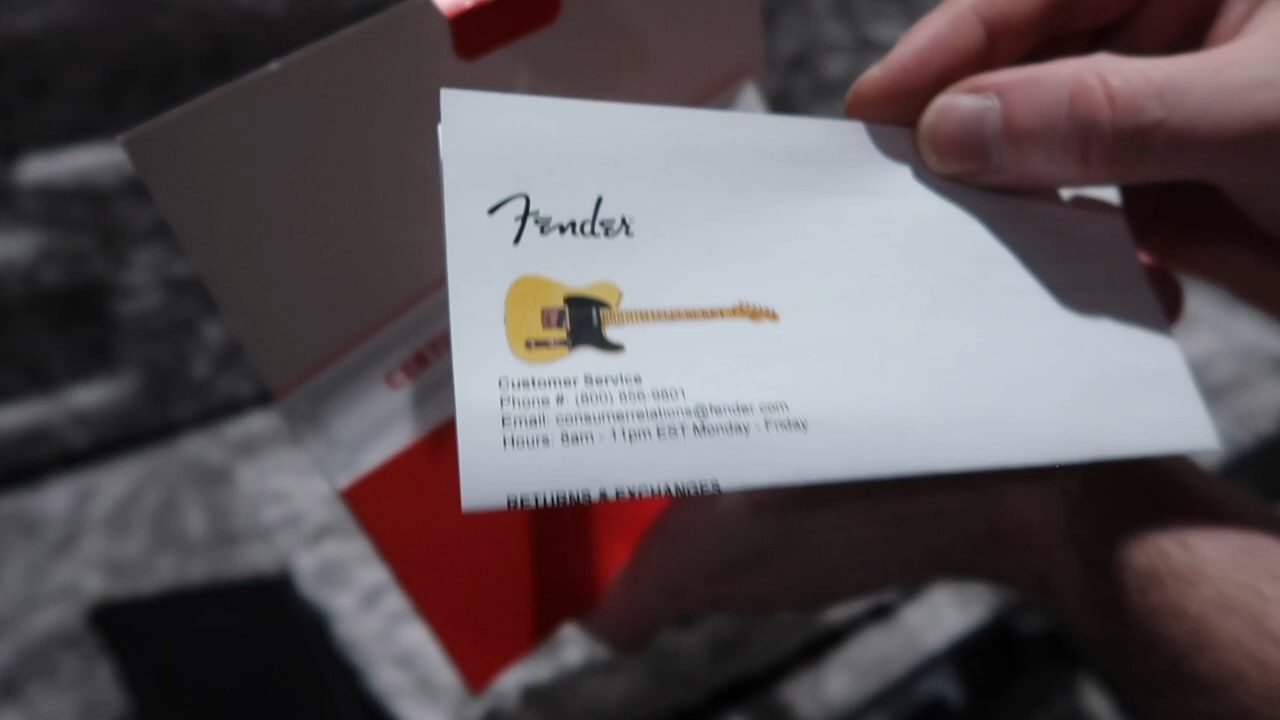 Fender
Customer Service
Phone #: (800) 856-9801
Email: consumerrelations@fender.com
Hours: 8am - 11pm EST Monday - Friday
RETURNS & EXCHANGES